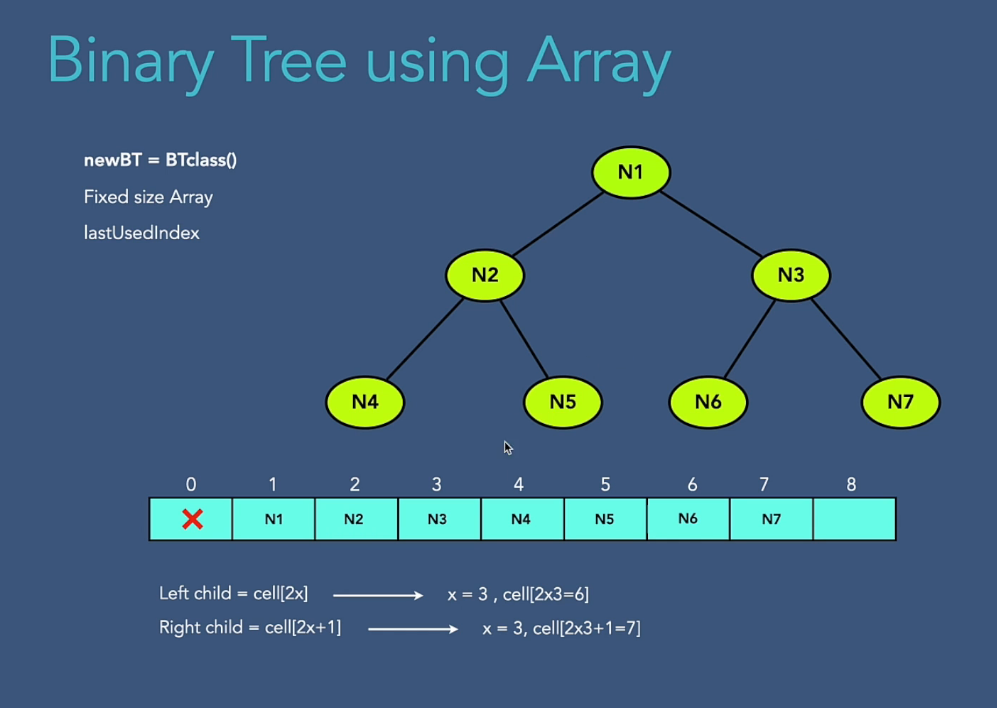 Binary Tree using Array
newBT = BTclass()
Fixed size Array
lastUsedIndex
N1
N2 N3
N4 N5 N6 N7
0 1 2 3 4 5 6 7 8
N1 N2 N3 N4 N5 N6 N7
Left child = cell[2x] x = 3 , cell[2x3=6]
Right child = cell[2x+1] x = 3, cell[2x3+1=7]